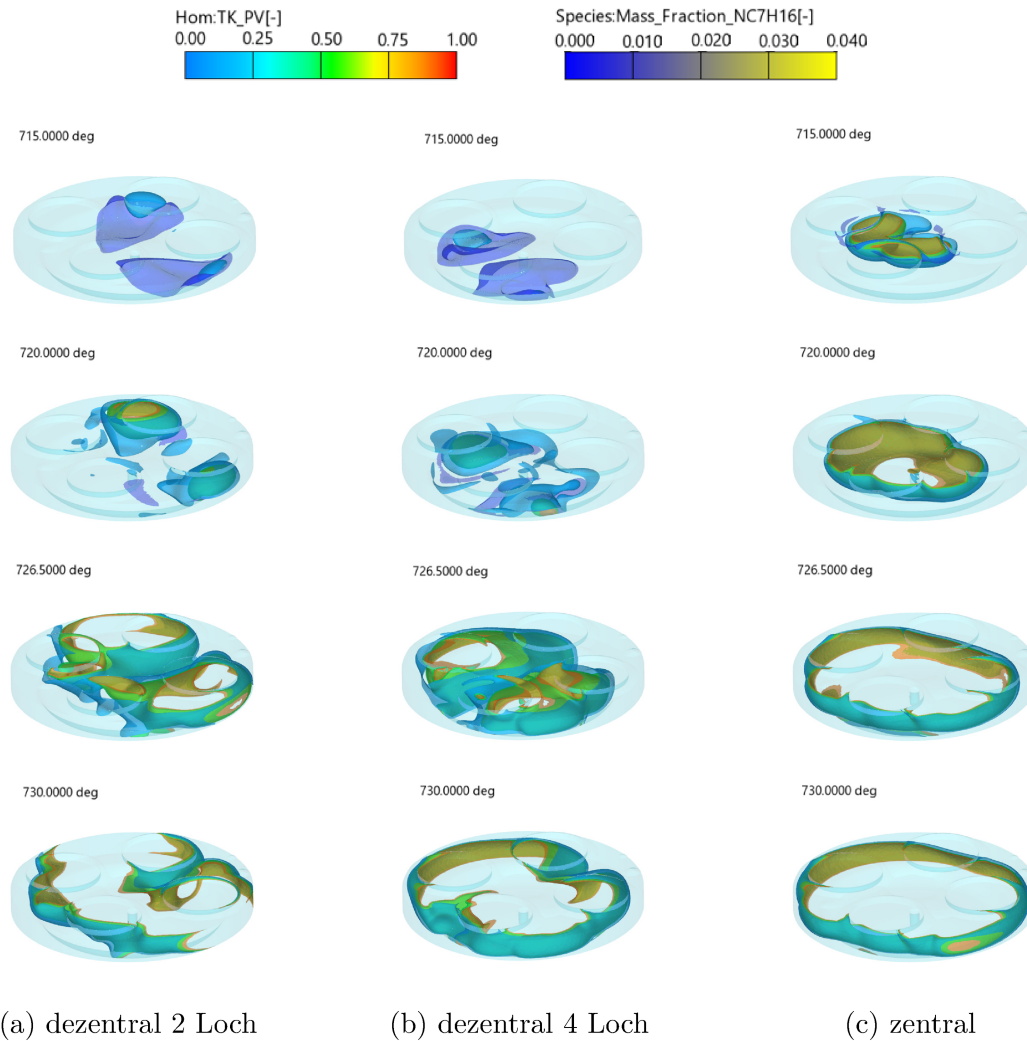 Hom:TK_PV[-]
0.00 0.25 0.50 0.75 1.00
Species:Mass_Fraction_NC7H16[-]
0.000 0.010 0.020 0.030 0.040
715.0000 deg
715.0000 deg
715.0000 deg
720.0000 deg
720.0000 deg
720.0000 deg
726.5000 deg
726.5000 deg
726.5000 deg
730.0000 deg
730.0000 deg
730.0000 deg
(a) dezentral 2 Loch
(b) dezentral 4 Loch
(c) zentral